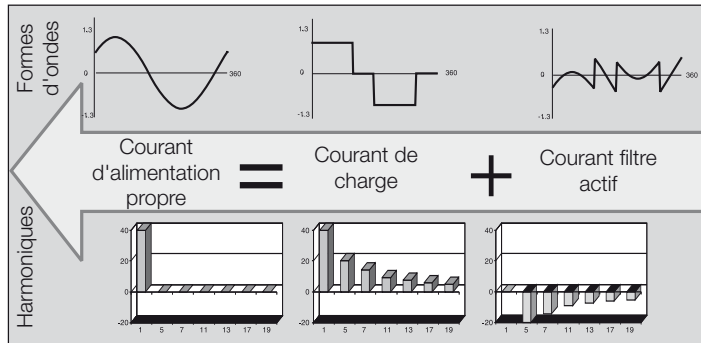 Formes
d'ondes
1.3
0
-1.3
360
1.3
0
-1.3
360
1.3
0
-1.3
360
Courant
d'alimentation
propre
=
Courant de
charge
+
Courant filtre
actif
Harmoniques
40
20
0
-20
1 5 7 11 13 17 19
40
20
0
-20
1 5 7 11 13 17 19
40
20
0
-20
1 5 7 11 13 17 19